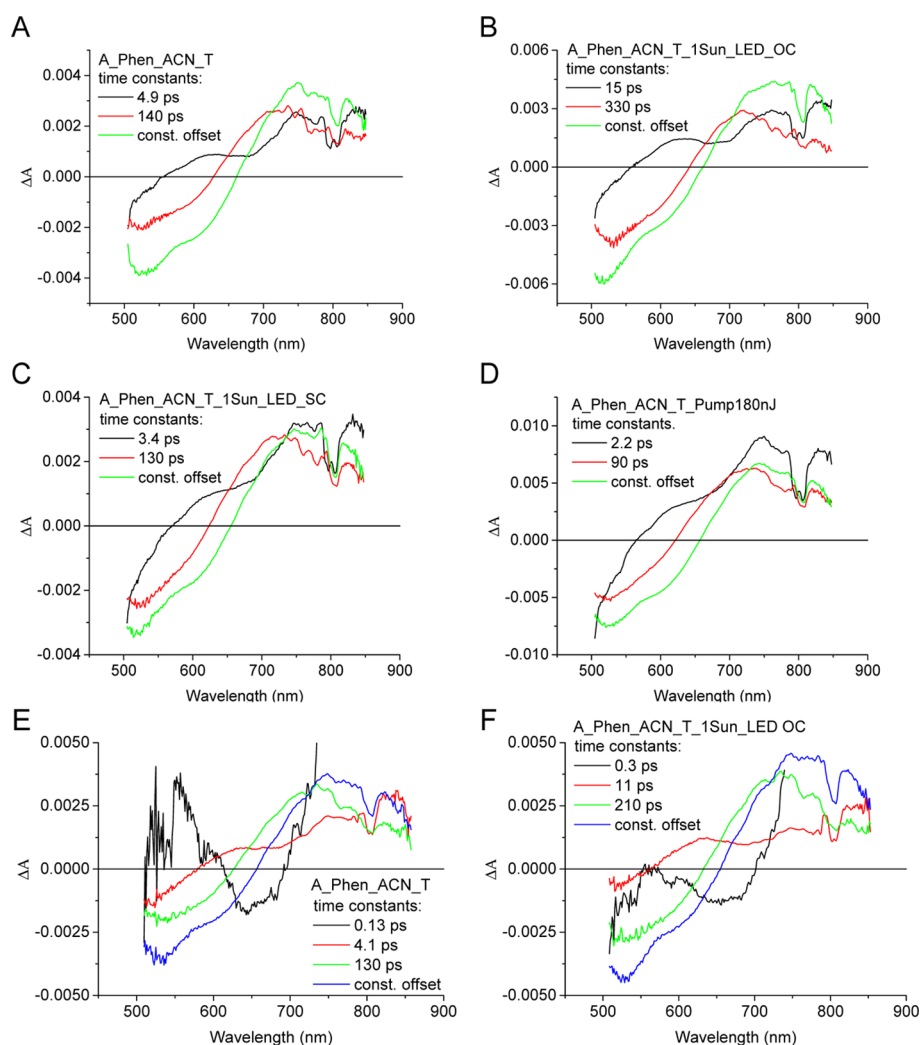 A
A_Phen_ACN_T
time constants:
4.9 ps
140 ps
const. offset
0.004
0.002
0.000
-0.002
-0.004
ΔA
500 600 700 800 900
Wavelength (nm)
B
A_Phen_ACN_T_1Sun_LED_OC
time constants:
15 ps
330 ps
const. offset
0.006
0.003
0.000
-0.003
-0.006
ΔA
500 600 700 800 900
Wavelength (nm)
C
A_Phen_ACN_T_1Sun_LED_SC
time constants:
3.4 ps
130 ps
const. offset
0.004
0.002
0.000
-0.002
-0.004
ΔA
500 600 700 800 900
Wavelength (nm)
D
A_Phen_ACN_T_Pump180nJ
time constants.
2.2 ps
90 ps
const. offset
0.010
0.005
0.000
-0.005
-0.010
ΔA
500 600 700 800 900
Wavelength (nm)
E
0.0050
0.0025
0.0000
-0.0025
-0.0050
ΔA
A_Phen_ACN_T
time constants:
0.13 ps
4.1 ps
130 ps
const. offset
500 600 700 800 900
Wavelength (nm)
F
A_Phen_ACN_T_1Sun_LED OC
time constants:
0.3 ps
11 ps
210 ps
const. offset
0.0050
0.0025
0.0000
-0.0025
-0.0050
ΔA
500 600 700 800 900
Wavelength (nm)